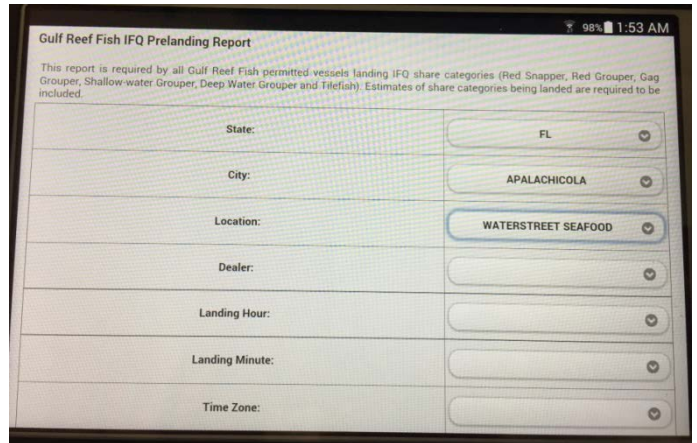 98% 1:53 AM
Gulf Reef Fish IFQ Prelanding Report
This report is required by all Gulf Reef Fish permitted vessels landing IFQ share categories (Red Snapper, Red Grouper, Gag
Grouper, Shallow-water Grouper, Deep Water Grouper and Tilefish). Estimates of share categories being landed are required to be
included.
State: FL
City: APALACHICOLA
Location: WATERSTREET SEAFOOD
Dealer:
Landing Hour:
Landing Minute:
Time Zone: